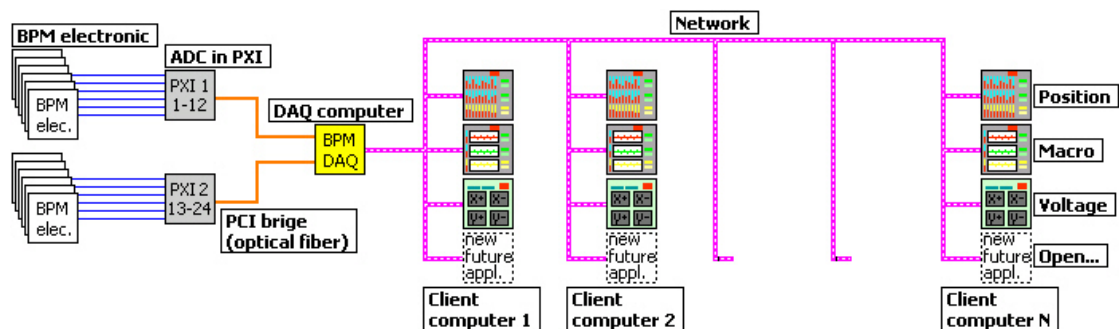 BPM electronic
ADC in PXI
BPM
elec.
PXI 1
1-12
DAQ computer
BPM
DAQ
BPM
elec.
PXI 2
13-24
PCI brige
(optical fiber)
Network
X+ X-
Y+ Y-
new
future
appl.
Client
computer 1
X+ X-
Y+ Y-
new
future
appl.
Client
computer 2
X+ X-
Y+ Y-
new
future
appl.
Client
computer N
Position
Macro
Voltage
Open...